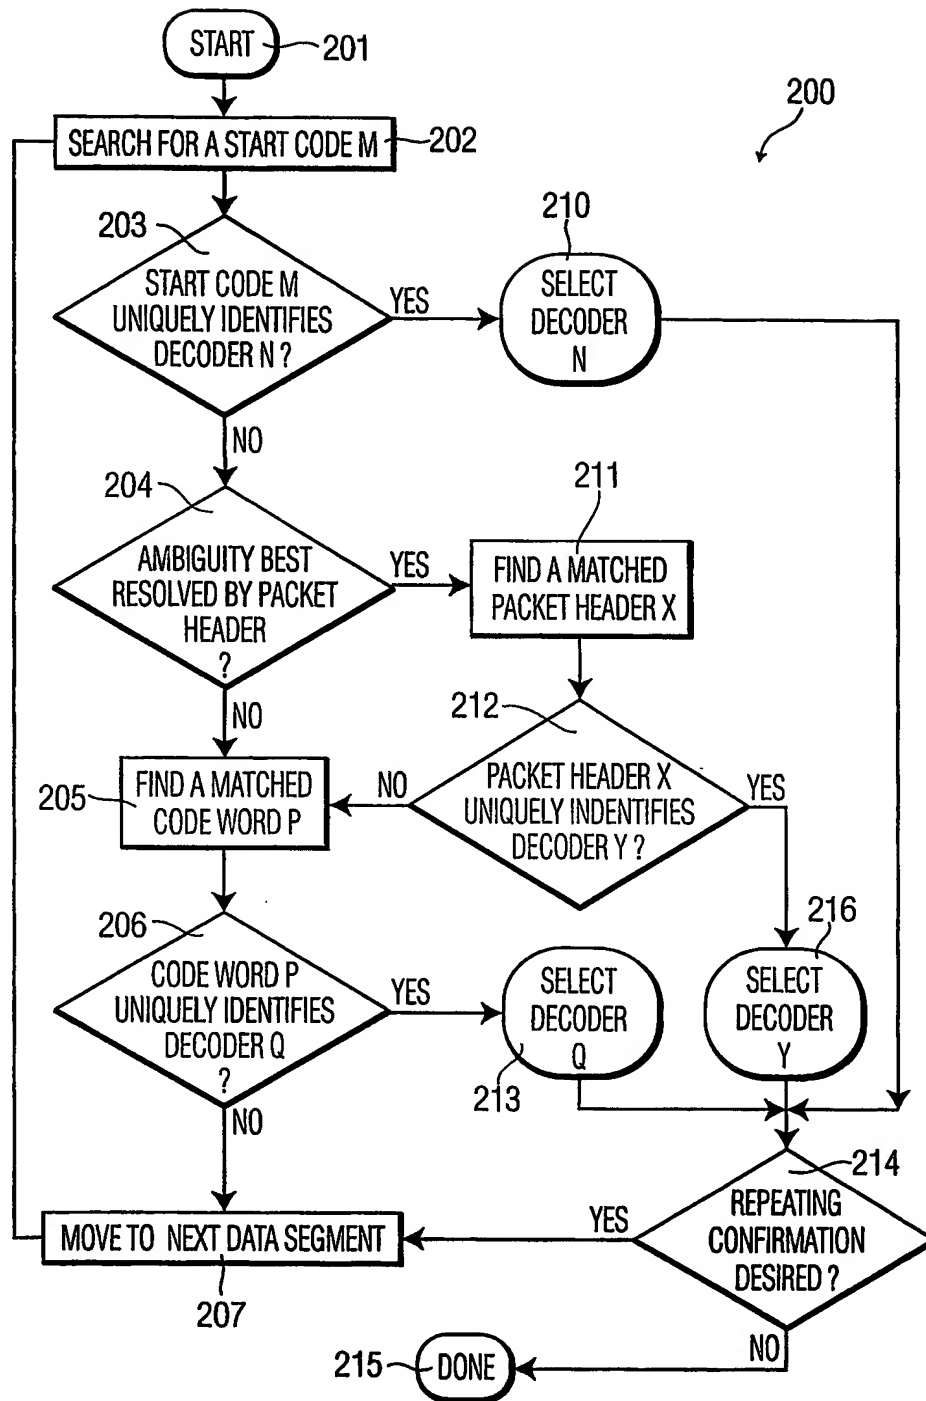 START
201
200
SEARCH FOR A START CODE M
202
203
START CODE M
UNIQUELY IDENTIFIES
DECODER N ?
YES
210
SELECT
DECODER
N
NO
204
AMBIGUITY BEST
RESOLVED BY PACKET
HEADER
?
YES
211
FIND A MATCHED
PACKET HEADER X
NO
212
PACKET HEADER X
UNIQUELY INDENTIFIES
DECODER Y ?
NO
YES
205
FIND A MATCHED
CODE WORD P
206
CODE WORD P
UNIQUELY IDENTIFIES
DECODER Q
?
YES
SELECT
DECODER
Q
213
216
SELECT
DECODER
Y
NO
214
REPEATING
CONFIRMATION
DESIRED ?
YES
MOVE TO NEXT DATA SEGMENT
207
NO
215
DONE